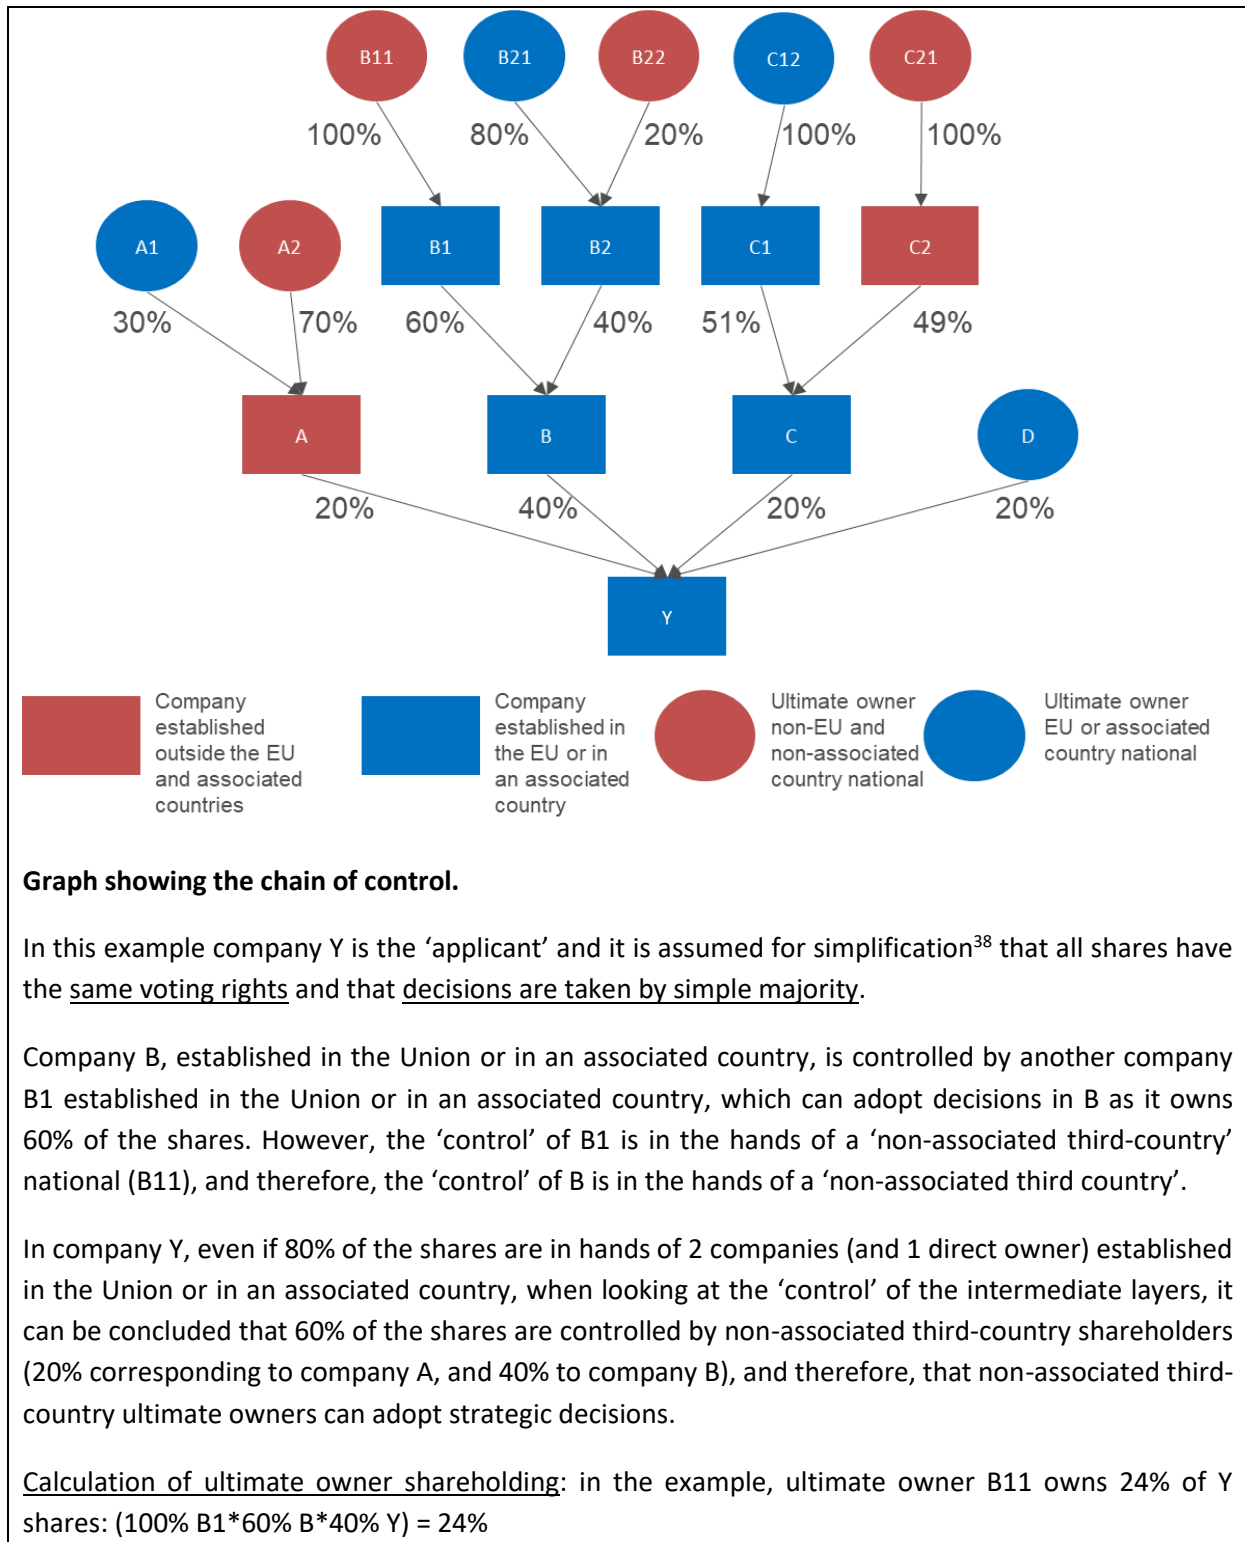 B11 B21 B22 C12 C21
100% 80% 20% 100% 100%
A1 A2 B1 B2 C1 C2
30% 70% 60% 40% 51% 49%
A B C D
20% 40% 20% 20%
Y
Company
established
outside the EU
and associated
countries
Company
established in
the EU or in
an associated
country
Ultimate owner
non-EU and
non-associated
country national
Ultimate owner
EU or associated
country national
Graph showing the chain of control.
In this example company Y is the ‘applicant’ and it is assumed for simplification³⁸ that all shares have
the same voting rights and that decisions are taken by simple majority.
Company B, established in the Union or in an associated country, is controlled by another company
B1 established in the Union or in an associated country, which can adopt decisions in B as it owns
60% of the shares. However, the ‘control’ of B1 is in the hands of a ‘non-associated third-country’
national (B11), and therefore, the ‘control’ of B is in the hands of a ‘non-associated third country’.
In company Y, even if 80% of the shares are in hands of 2 companies (and 1 direct owner) established
in the Union or in an associated country, when looking at the ‘control’ of the intermediate layers, it
can be concluded that 60% of the shares are controlled by non-associated third-country shareholders
(20% corresponding to company A, and 40% to company B), and therefore, that non-associated third-
country ultimate owners can adopt strategic decisions.
Calculation of ultimate owner shareholding: in the example, ultimate owner B11 owns 24% of Y
shares: (100% B1*60% B*40% Y) = 24%